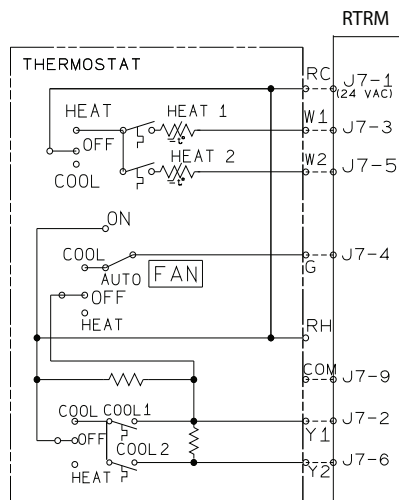 RTRM
THERMOSTAT
RC J7-1
(24 VAC)
HEAT HEAT 1 W1 J7-3
OFF HEAT 2 W2 J7-5
COOL
ON
COOL G J7-4
AUTO FAN
OFF
HEAT RH
COM J7-9
COOL COOL1 J7-2
OFF Y1
COOL2
HEAT Y2 J7-6